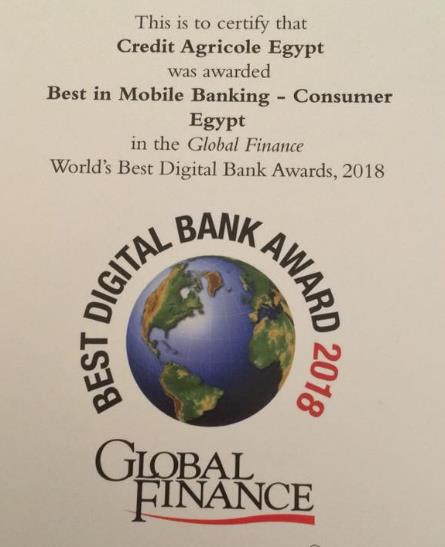 This is to certify that
Credit Agricole Egypt
was awarded
Best in Mobile Banking - Consumer
Egypt
in the Global Finance
World's Best Digital Bank Awards, 2018
BEST DIGITAL BANK AWARD 2018
GLOBAL
FINANCE